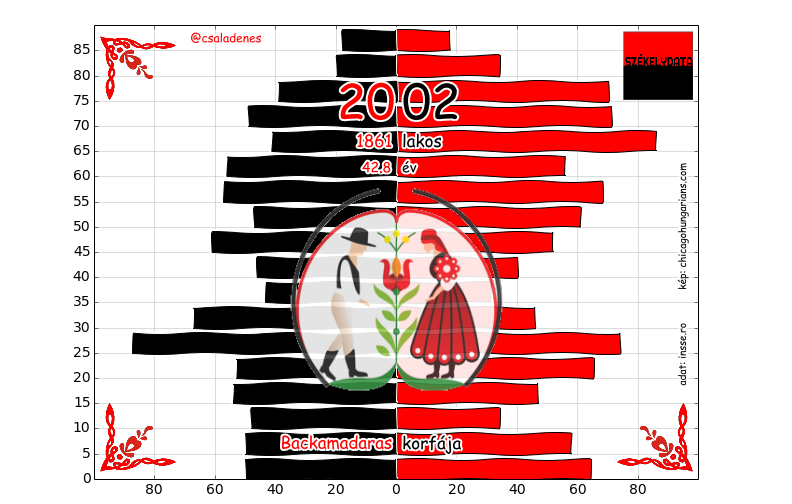 @csaladenes
SZÉKELYDATA
2002
1861 lakos
42.8 év
kép: chicagohungarians.com
adat: insse.ro
Backamadaras korfája
85
80
75
70
65
60
55
50
45
40
35
30
25
20
15
10
5
0
80 60 40 20 0 20 40 60 80